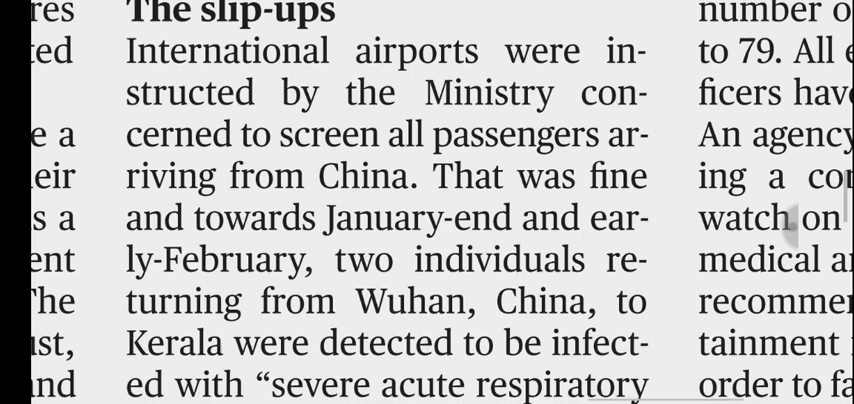 ted
e a
s a
ent
and
The slip-ups
International airports were in-
structed by the Ministry con-
cerned to screen all passengers ar-
riving from China. That was fine
and towards January-end and ear-
ly-February, two individuals re-
turning from Wuhan, China, to
Kerala were detected to be infect-
ed with “severe acute respiratory
number o
to 79. All e
ficers hav
An agency
ing a co
watch on
medical a
recomme
tainment
order to fa